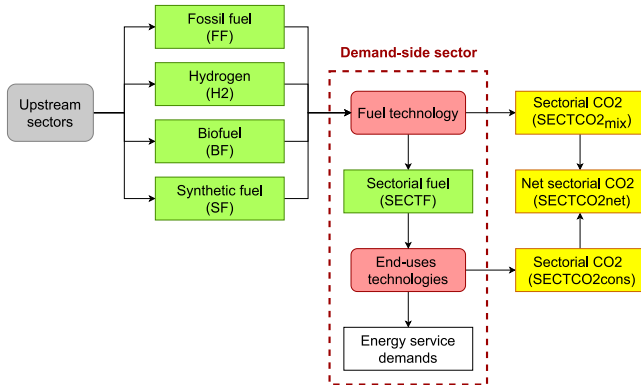 Fossil fuel
(FF)
Demand-side sector
Hydrogen
(H2)
Upstream
sectors
Fuel technology
Sectorial CO2
(SECTCO2mix)
Biofuel
(BF)
Synthetic fuel
(SF)
Sectorial fuel
(SECTF)
Net sectorial CO2
(SECTCO2net)
End-uses
technologies
Sectorial CO2
(SECTCO2cons)
Energy service
demands